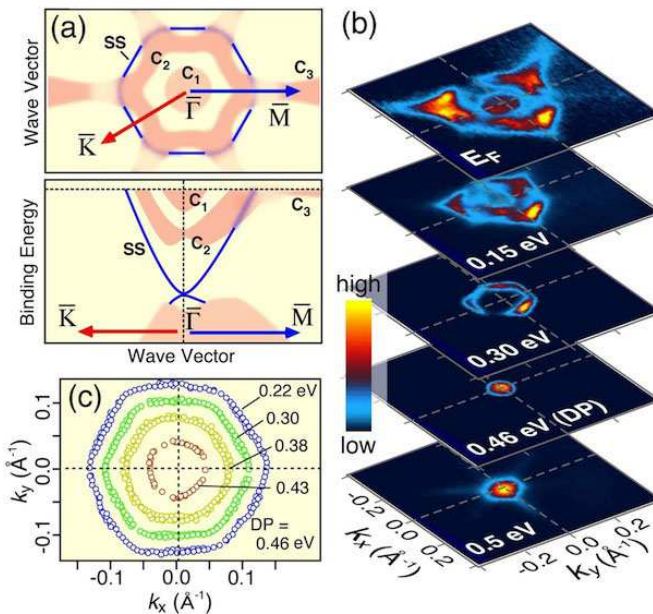 (a)
SS
C₂
C₁
C₃
Γ̅
K̅
M̅
Wave Vector
C₁
C₃
SS
C₂
Binding Energy
K̅
Γ̅
M̅
Wave Vector
(b)
E_F
0.15 eV
high
0.30 eV
low
0.46 eV (DP)
0.5 eV
-0.2
0.0
0.2
kₓ (Å⁻¹)
-0.2
0.0
0.2
k_y (Å⁻¹)
(c)
0.22 eV
0.30
0.38
0.43
DP =
0.46 eV
0.1
0.0
-0.1
k_y (Å⁻¹)
-0.1
0.0
0.1
kₓ (Å⁻¹)